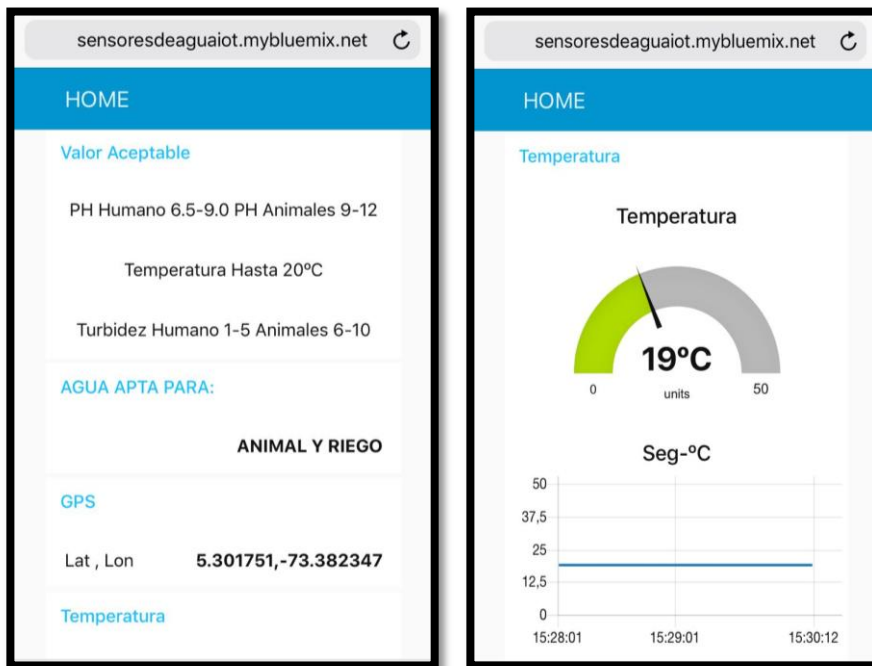 sensoresdeaguaiot.mybluemix.net
HOME
Valor Aceptable
PH Humano 6.5-9.0 PH Animales 9-12
Temperatura Hasta 20ºC
Turbidez Humano 1-5 Animales 6-10
AGUA APTA PARA:
ANIMAL Y RIEGO
GPS
Lat , Lon 5.301751,-73.382347
Temperatura
sensoresdeaguaiot.mybluemix.net
HOME
Temperatura
Temperatura
19ºC
0 units 50
Seg-ºC
50
37,5
25
12,5
0
15:28:01 15:29:01 15:30:12